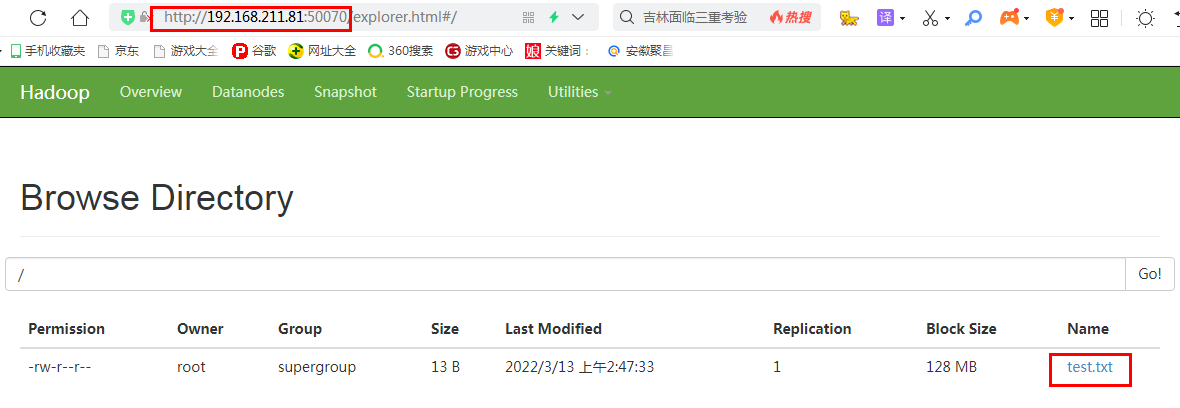 http://192.168.211.81:50070/explorer.html#/ 吉林面临三重考验 热搜 译
手机收藏夹 京东 游戏大全 谷歌 网址大全 360搜索 游戏中心 娘 关键词： 安徽聚昌
Hadoop Overview Datanodes Snapshot Startup Progress Utilities
Browse Directory
/ Go!
Permission Owner Group Size Last Modified Replication Block Size Name
-rw-r--r-- root supergroup 13 B 2022/3/13 上午2:47:33 1 128 MB test.txt